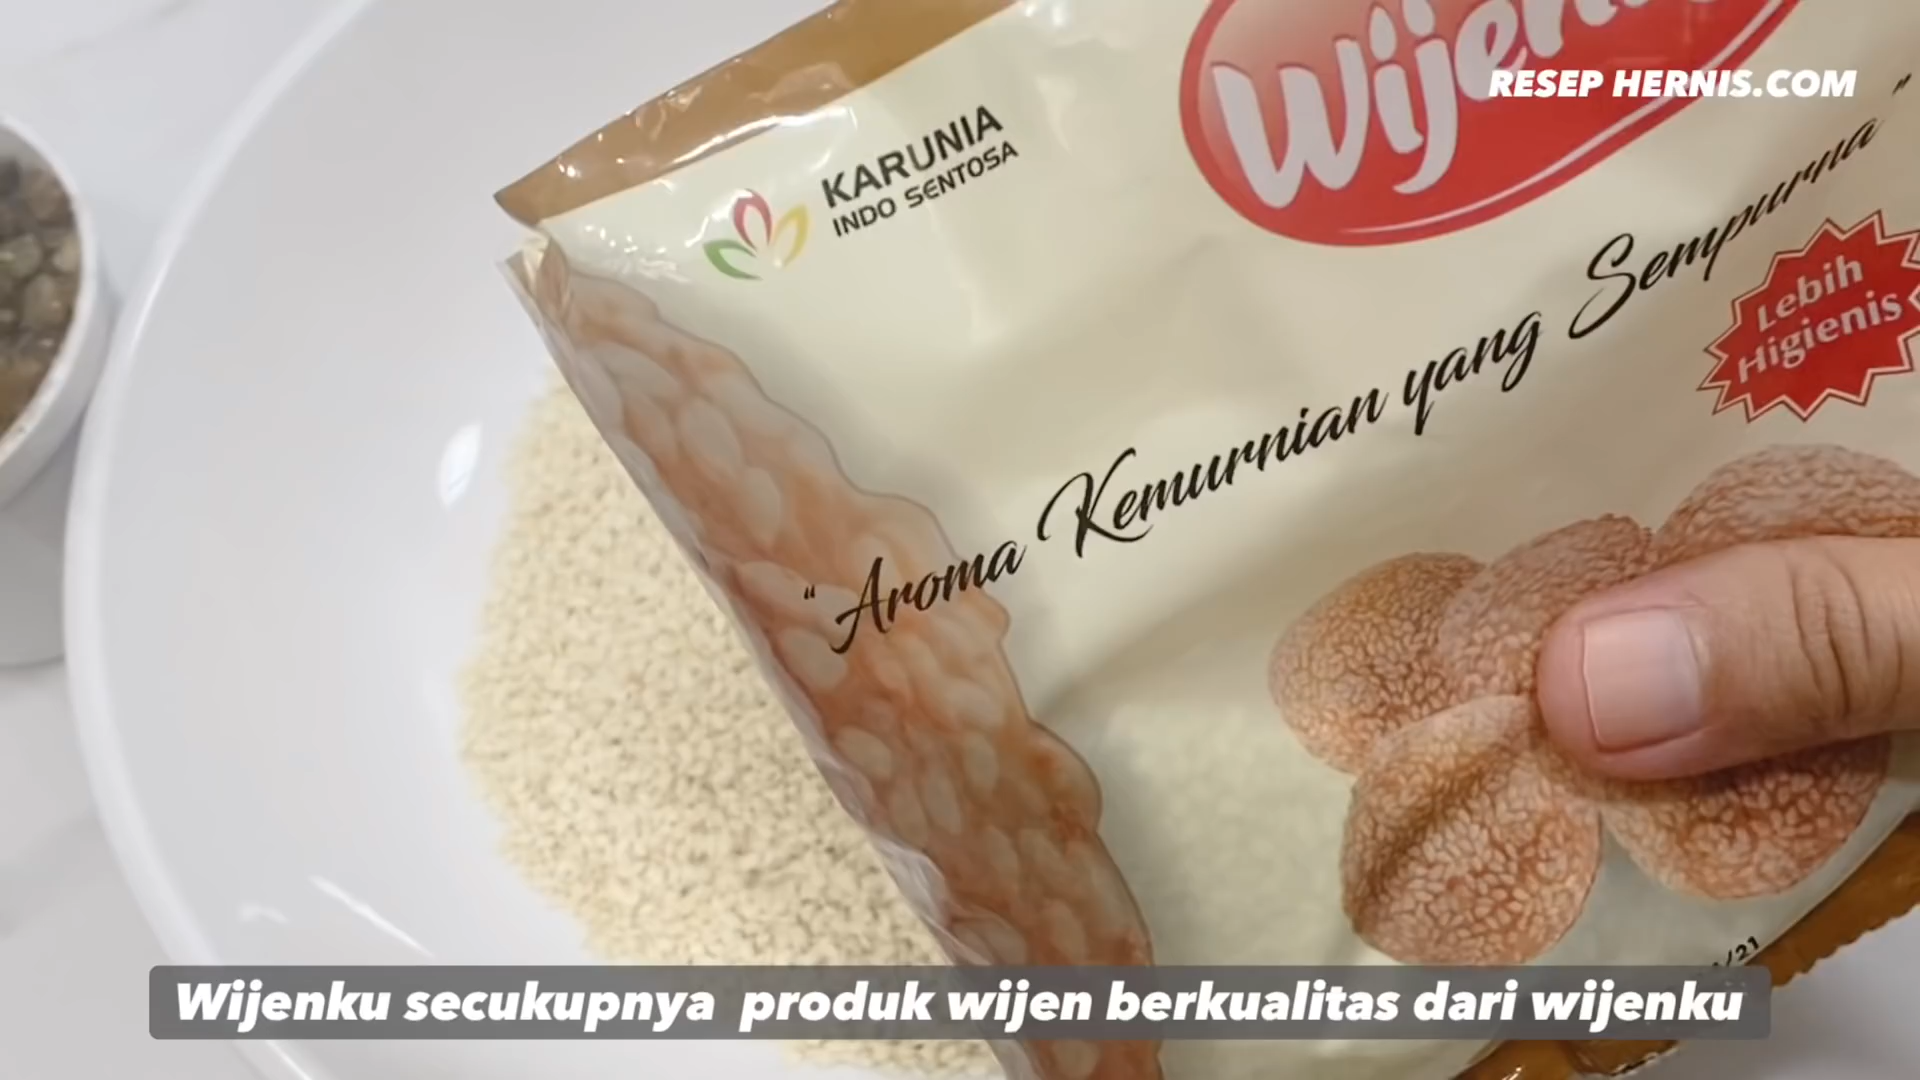 RESEP HERNIS.COM
KARUNIA
INDO SENTOSA
"Aroma Kemurnian yang Sempurna"
Lebih
Higienis
Wijenku secukupnya produk wijen berkualitas dari wijenku